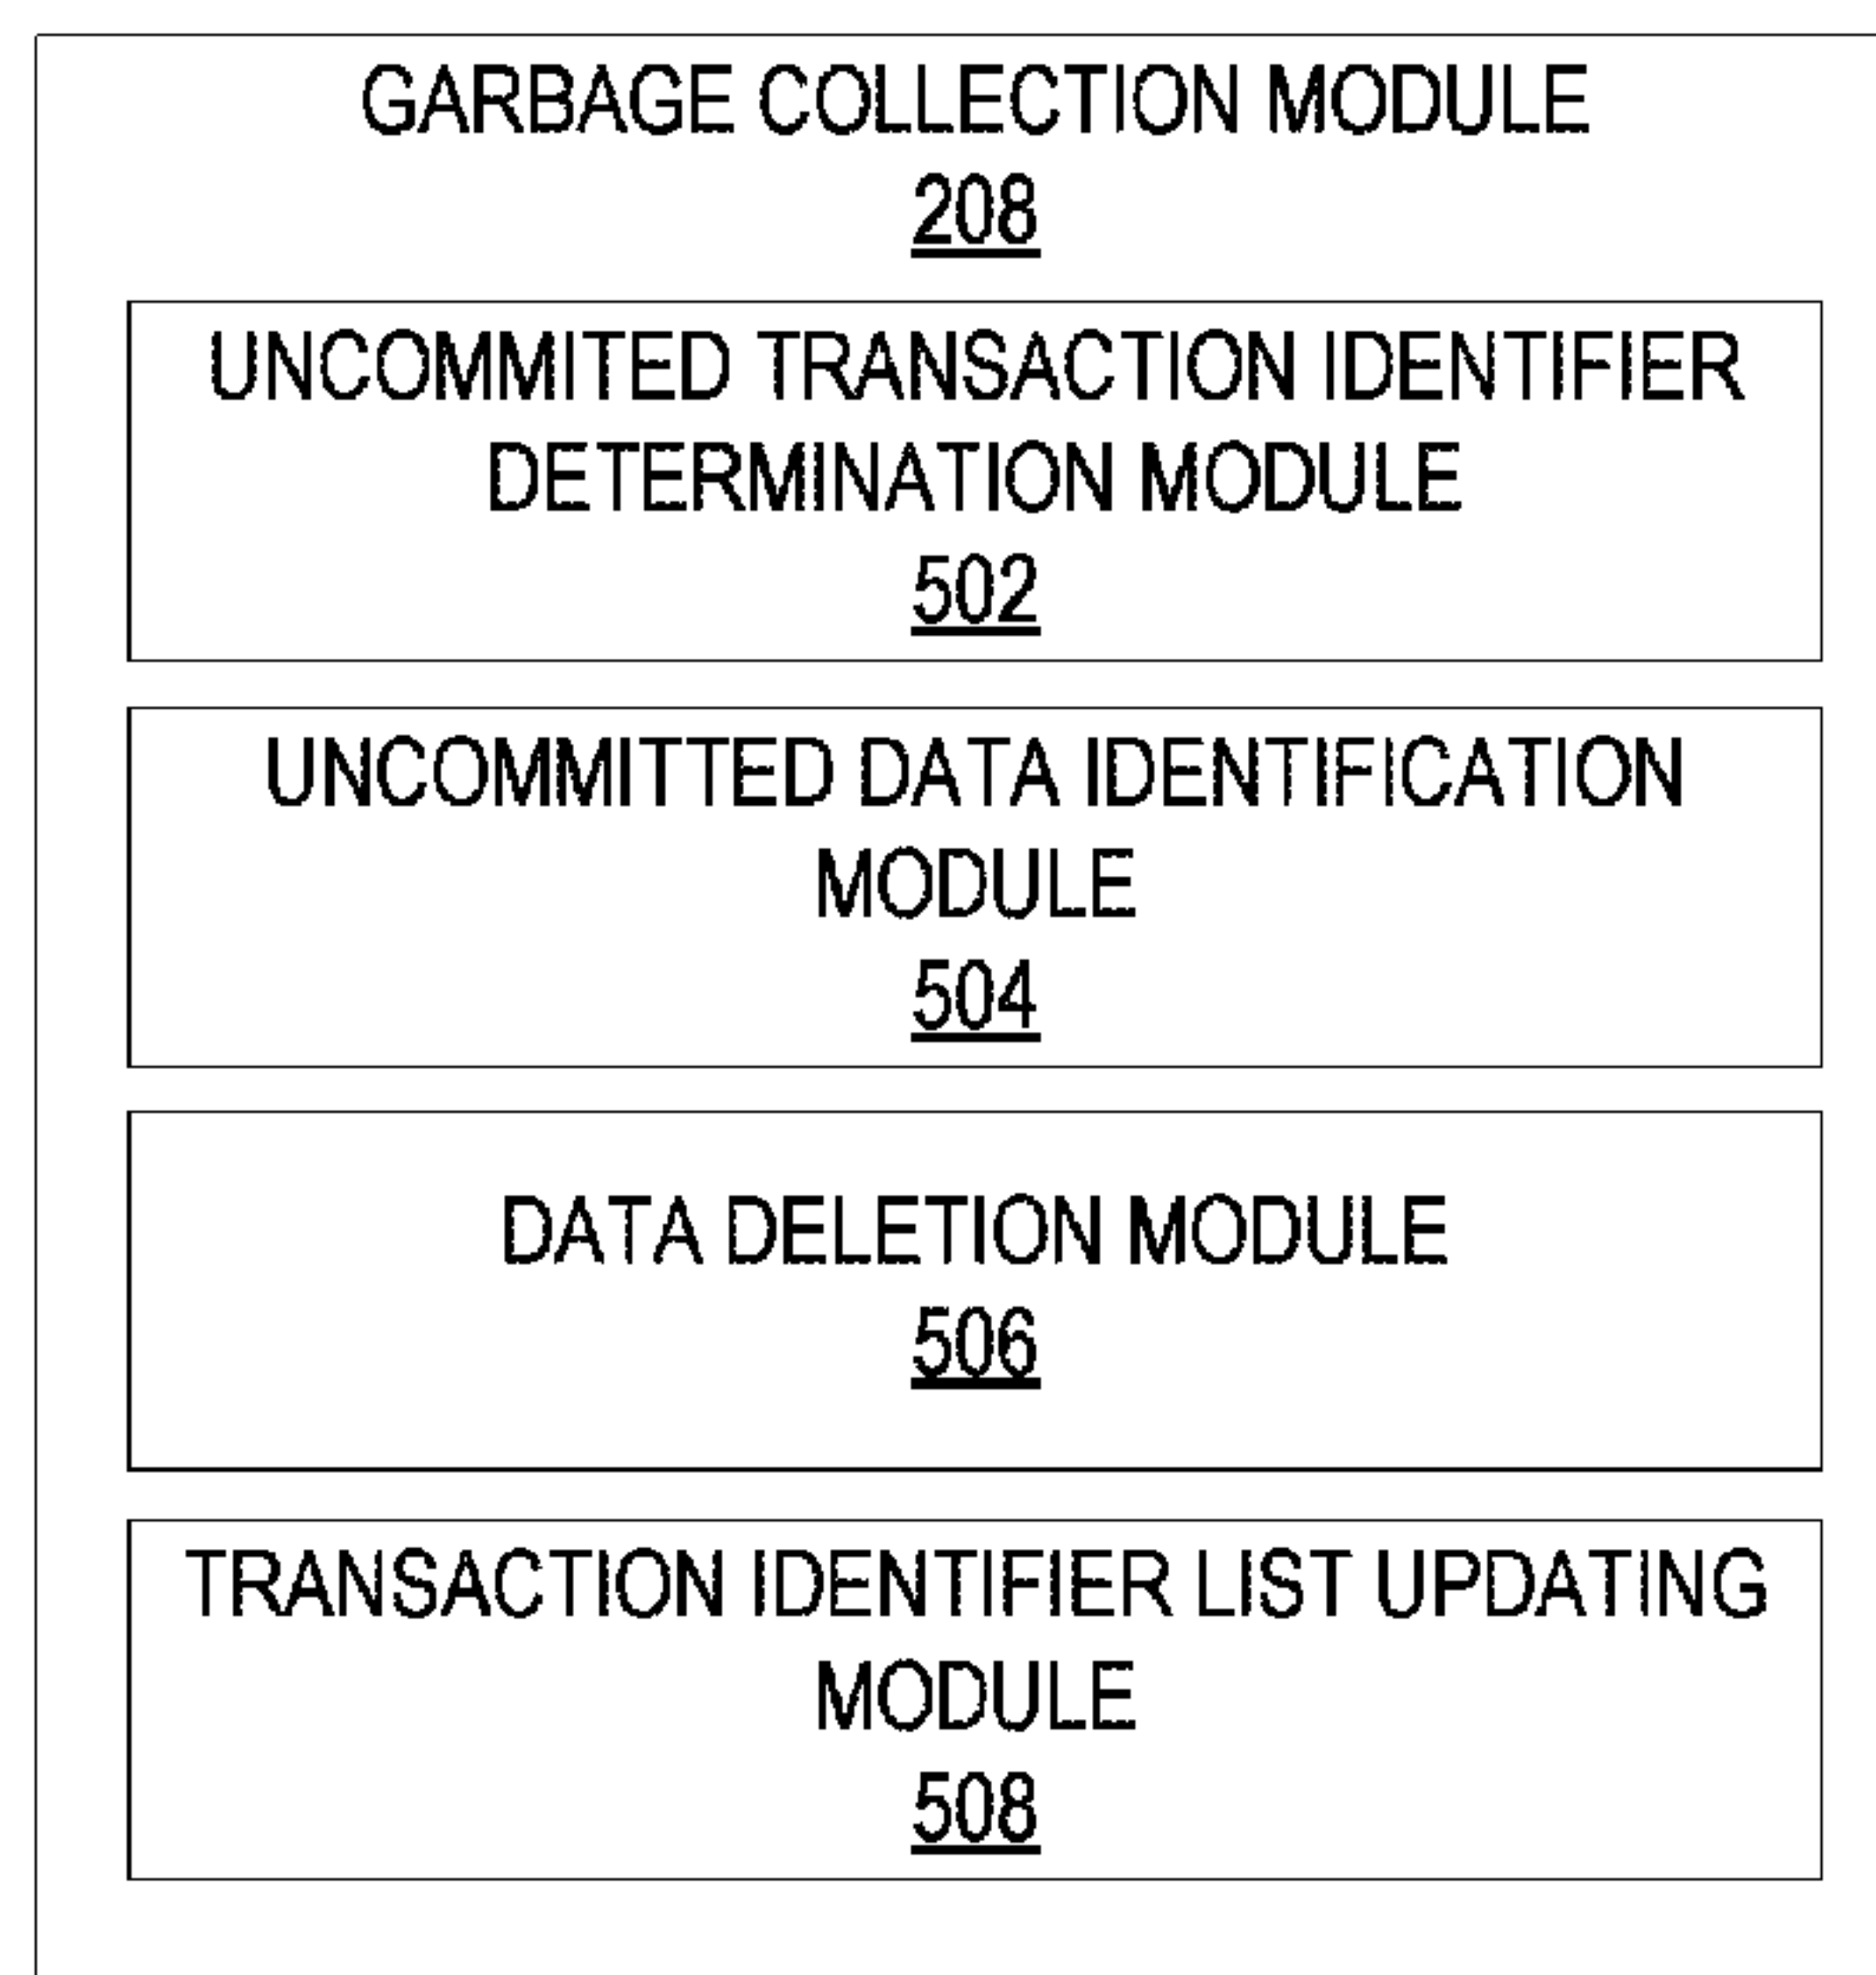 GARBAGE COLLECTION MODULE
208
UNCOMMITED TRANSACTION IDENTIFIER
DETERMINATION MODULE
502
UNCOMMITTED DATA IDENTIFICATION
MODULE
504
DATA DELETION MODULE
506
TRANSACTION IDENTIFIER LIST UPDATING
MODULE
508